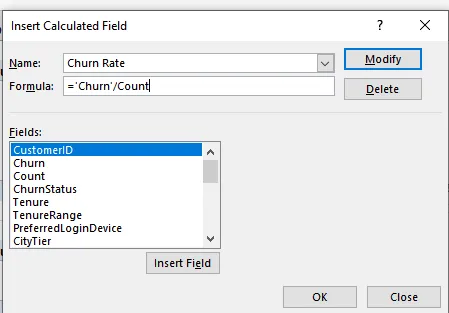 Insert Calculated Field
?
Name:
Churn Rate
Modify
Formula:
='Churn'/Count
Delete
Fields:
CustomerID
Churn
Count
ChurnStatus
Tenure
TenureRange
PreferredLoginDevice
CityTier
Insert Field
OK
Close